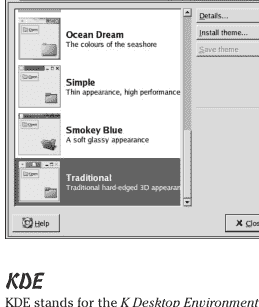 Ocean Dream
The colours of the seashore
Details...
Install theme...
Save theme
Simple
Thin appearance, high performance
Smokey Blue
A soft glassy appearance
Traditional
Traditional hard-edged 3D appearan
Help
X Clos
KDE
KDE stands for the K Desktop Environment